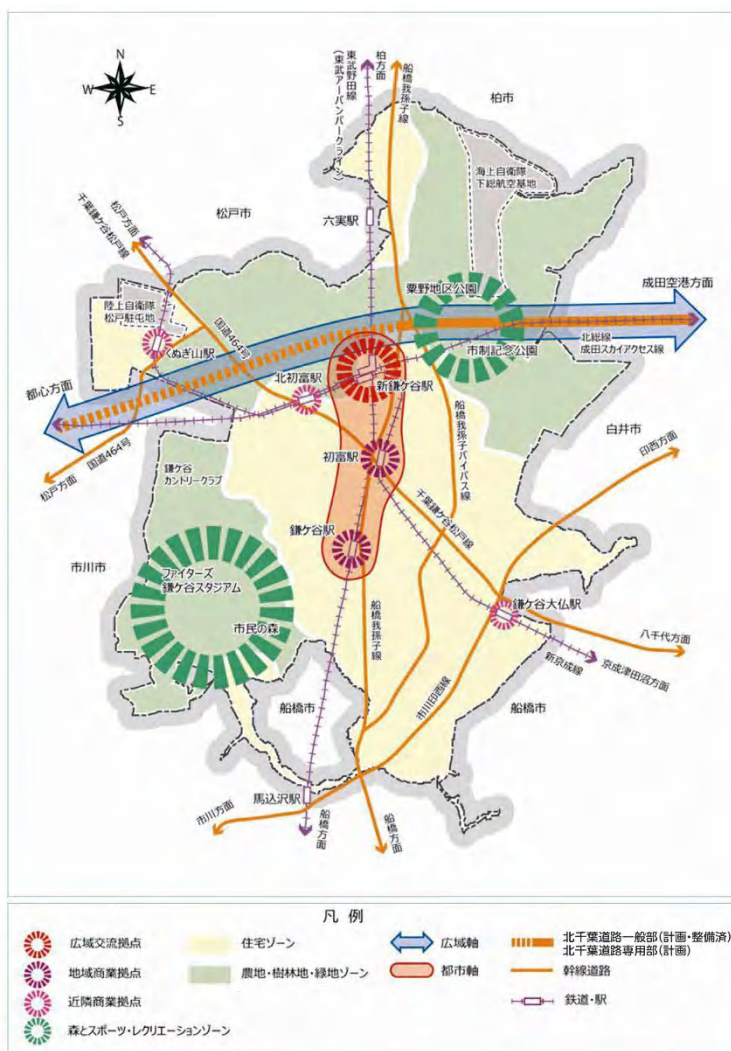 N
W
E
S
東武野田線
(東武アーバンパークライン)
柏方面
船橋我孫子線
柏市
海上自衛隊
下総航空基地
松戸市
六実駅
松戸方面
千葉鎌ケ谷松戸線
粟野地区公園
成田空港方面
陸上自衛隊
松戸駐屯地
くぬぎ山駅
国道464号
北総線
成田スカイアクセス線
市制記念公園
北初富駅
新鎌ケ谷駅
都心方面
船橋我孫子バイパス線
白井市
国道464号
松戸方面
初富駅
印西方面
鎌ケ谷
カントリークラブ
千葉鎌ケ谷松戸線
鎌ケ谷駅
市川市
ファイターズ
鎌ケ谷スタジアム
鎌ケ谷大仏駅
市民の森
船橋我孫子線
八千代方面
新京成線
京成津田沼方面
市川印西線
船橋市
船橋市
馬込沢駅
市川方面
船橋方面
船橋方面
凡 例
広域交流拠点
住宅ゾーン
広域軸
北千葉道路一般部(計画・整備済)
北千葉道路専用部(計画)
地域商業拠点
農地・樹林地・緑地ゾーン
都市軸
幹線道路
近隣商業拠点
鉄道・駅
森とスポーツ・レクリエーションゾーン